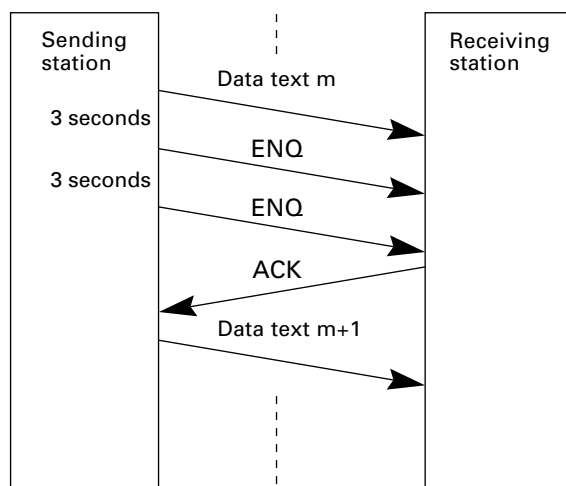 Sending
station
Receiving
station
Data text m
3 seconds
ENQ
3 seconds
ENQ
ACK
Data text m+1